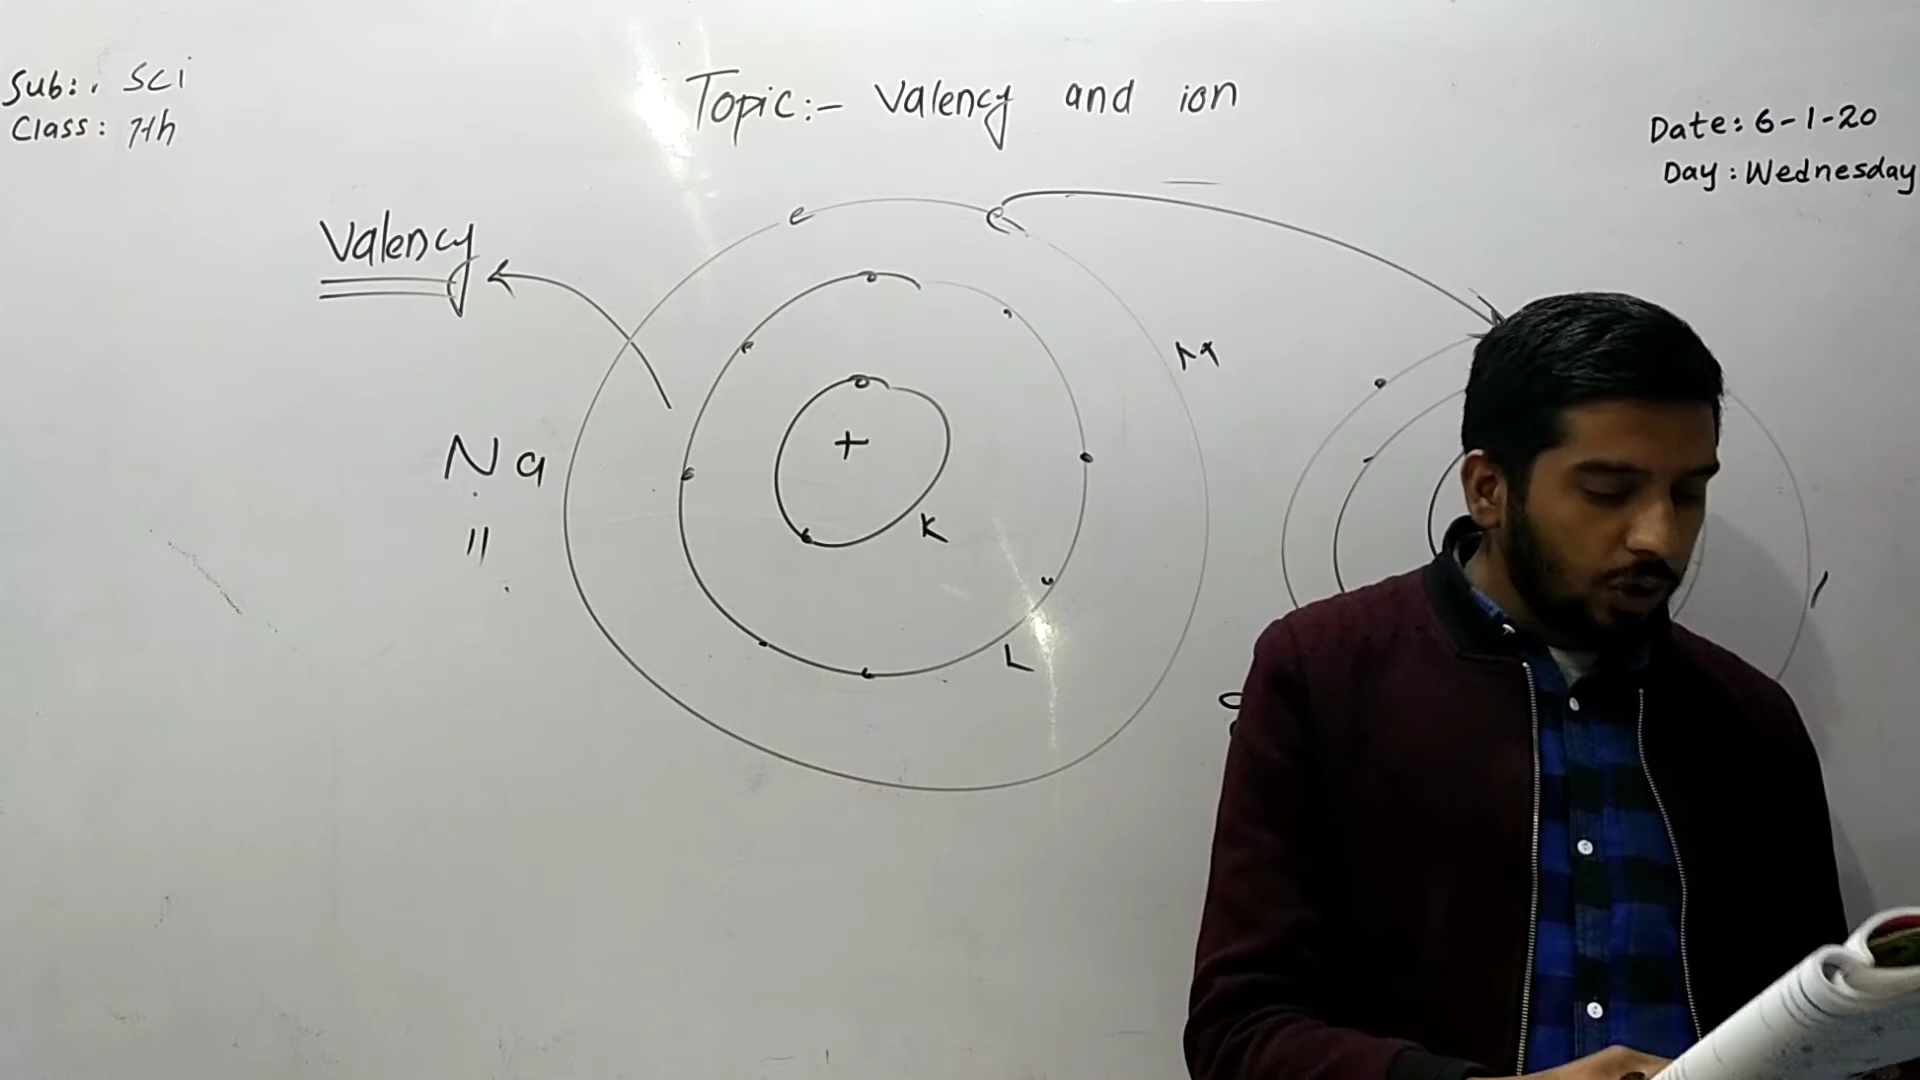 Sub:. Sci
Class: 7th
Topic:- Valency and ion
Date: 6-1-20
Day: Wednesday
Valency
Na
11
+
K
L
M
e
e